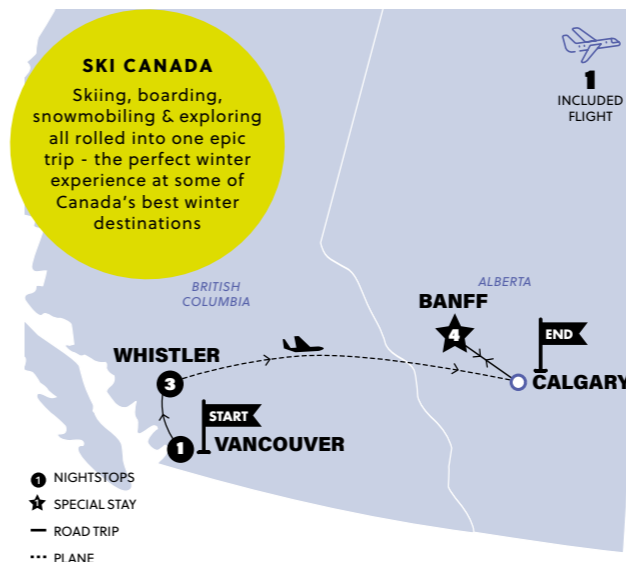 SKI CANADA
Skiing, boarding,
snowmobiling & exploring
all rolled into one epic
trip - the perfect winter
experience at some of
Canada's best winter
destinations
1
INCLUDED
FLIGHT
BRITISH
COLUMBIA
ALBERTA
BANFF
4
END
WHISTLER
3
CALGARY
START
1
VANCOUVER
1 NIGHTSTOPS
1 SPECIAL STAY
ROAD TRIP
PLANE